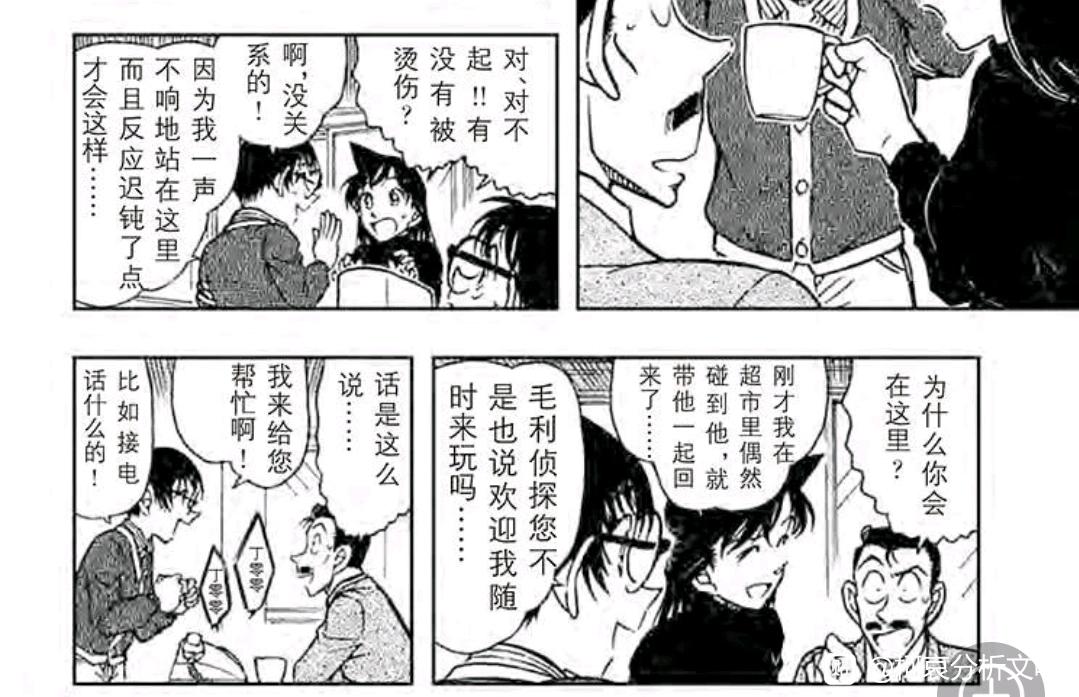 对、对不
起!!有
没有被
烫伤?
啊,没关
系的!
因为我一声
不响地站在这里
而且反应迟钝了点
才会这样……
为什么你会
在这里?
刚才我在
超市里偶然
碰到他,就
带他一起回
来了……
毛利侦探您不
是也说欢迎我随
时来玩吗……
话是这么
说……
丁零零
丁零零
我来给您
帮忙啊!
比如接电
话什么的!
@柯哀分析文